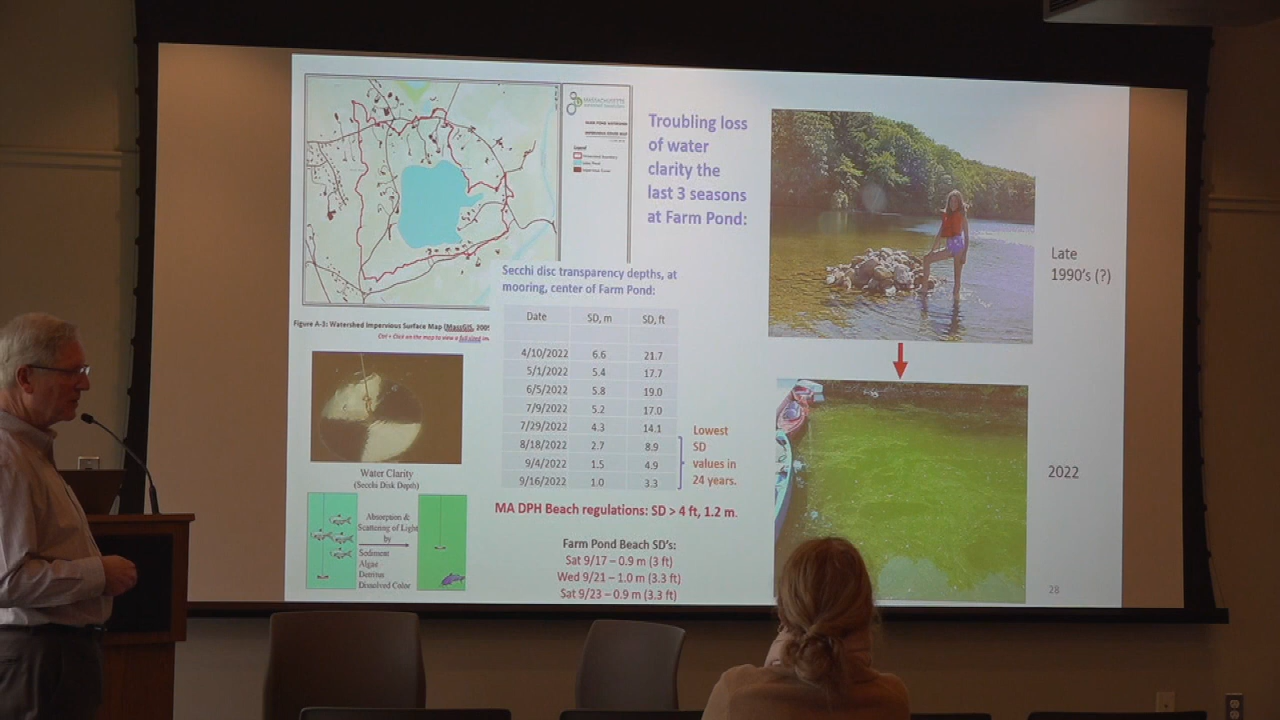 MASSACHUSETTS
Legend
Figure A-3: Watershed Impervious Surface Map (MassGIS,
Ctrl + Click on the map to view a full sized
Troubling loss
of water
clarity the
last 3 seasons
at Farm Pond:
Secchi disc transparency depths, at
mooring, center of Farm Pond:
Date SD, m SD, ft
4/10/2022 6.6 21.7
5/1/2022 5.4 17.7
6/5/2022 5.8 19.0
7/9/2022 5.2 17.0
7/29/2022 4.3 14.1
8/18/2022 2.7 8.9
9/4/2022 1.5 4.9
9/16/2022 1.0 3.3
Lowest
SD
values in
24 years.
MA DPH Beach regulations: SD > 4 ft, 1.2 m.
Farm Pond Beach SD's:
Sat 9/17 – 0.9 m (3 ft)
Wed 9/21 – 1.0 m (3.3 ft)
Sat 9/23 – 0.9 m (3.3 ft)
Water Clarity
(Secchi Disk Depth)
Absorption &
Scattering of Light
by
Sediment
Algae
Detritus
Dissolved Color
Late
1990's (?)
2022
28